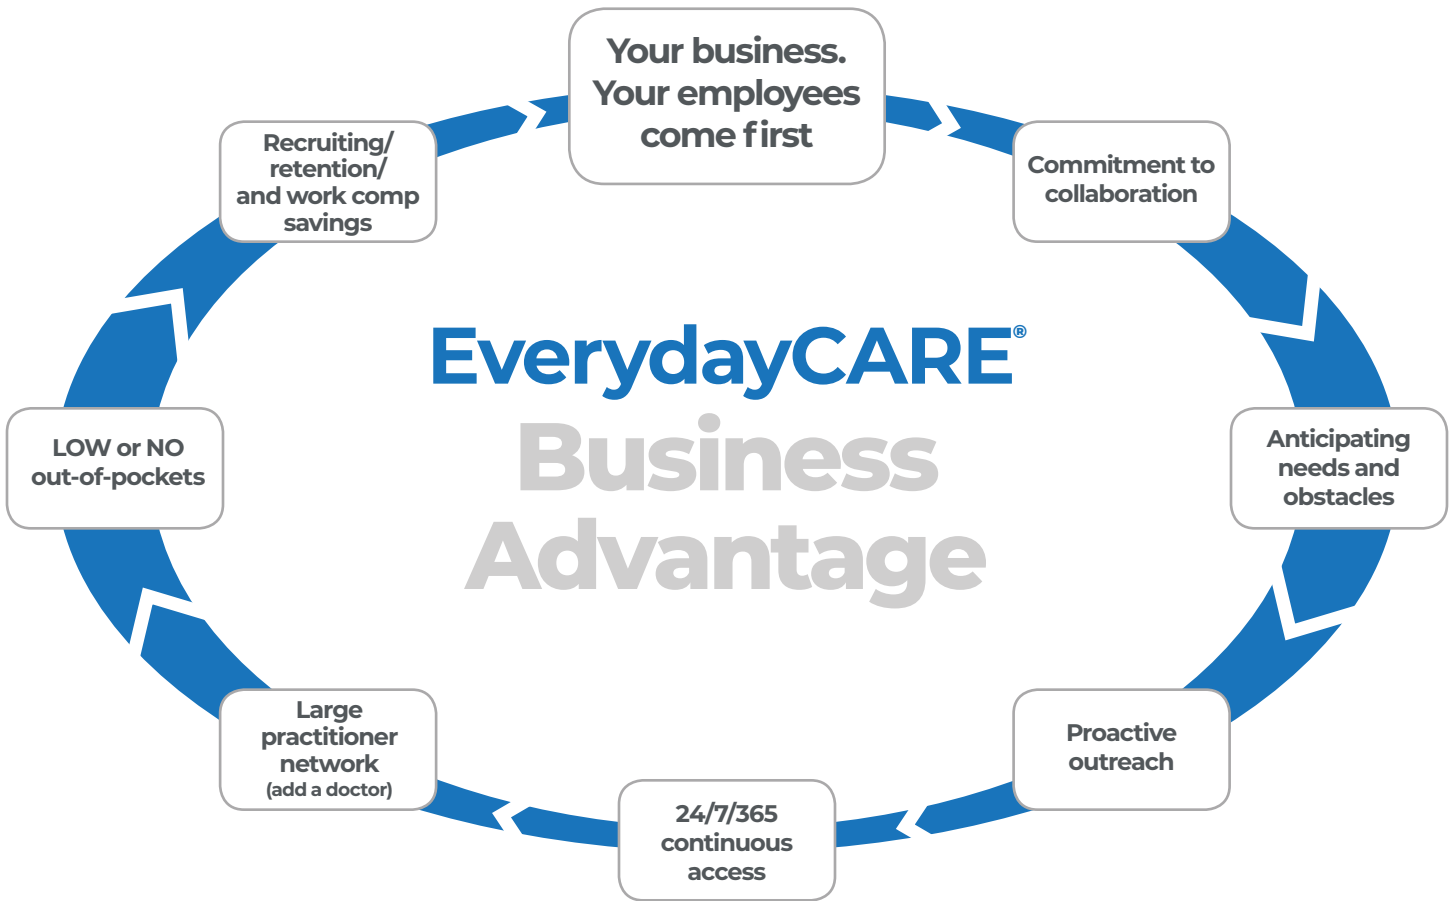 Your business.
Your employees
come first
Commitment to
collaboration
Anticipating
needs and
obstacles
Proactive
outreach
24/7/365
continuous
access
Large
practitioner
network
(add a doctor)
LOW or NO
out-of-pockets
Recruiting/
retention/
and work comp
savings
EverydayCARE®
Business
Advantage